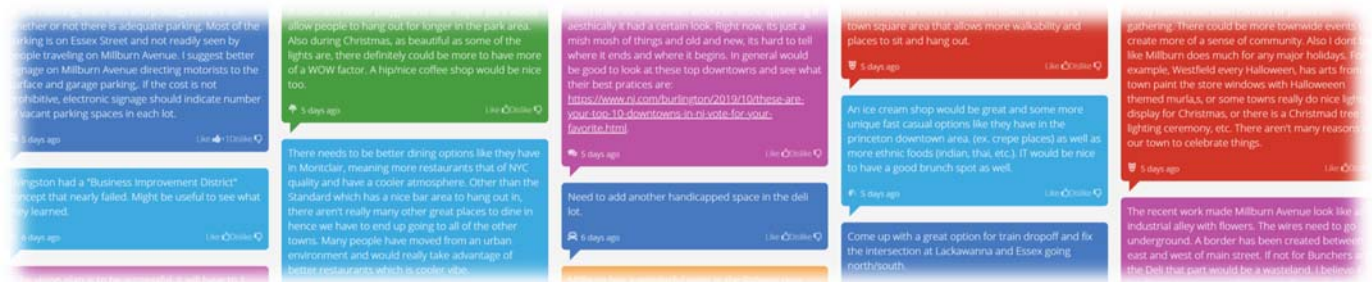 whether or not there is adequate parking. Most of the
parking is on Essex Street and not readily seen by
people traveling on Millburn Avenue. I suggest better
signage on Millburn Avenue directing motorists to the
surface and garage parking,. If the cost is not
prohibitive, electronic signage should indicate number
of vacant parking spaces in each lot.
5 days ago
Like +1Dislike
Livingston had a "Business Improvement District"
concept that nearly failed. Might be useful to see what
they learned.
6 days ago
Like Dislike
allow people to hang out for longer in the park area.
Also during Christmas, as beautiful as some of the
lights are, there definitely could be more to have more
of a WOW factor. A hip/nice coffee shop would be nice
too.
5 days ago
Like Dislike
There needs to be better dining options like they have
in Montclair, meaning more restaurants that of NYC
quality and have a cooler atmosphere. Other than the
Standard which has a nice bar area to hang out in,
there aren't really many other great places to dine in
hence we have to end up going to all of the other
towns. Many people have moved from an urban
environment and would really take advantage of
better restaurants which is cooler vibe.
aesthically it had a certain look. Right now, its just a
mish mosh of things and old and new, its hard to tell
where it ends and where it begins. In general would
be good to look at these top downtowns and see what
their best pratices are:
https://www.nj.com/burlington/2019/10/these-are-
your-top-10-downtowns-in-nj-vote-for-your-
favorite.html.
5 days ago
Like Dislike
Need to add another handicapped space in the deli
lot.
6 days ago
Like Dislike
town square area that allows more walkability and
places to sit and hang out.
5 days ago
Like Dislike
An ice cream shop would be great and some more
unique fast casual options like they have in the
princeton downtown area. (ex. crepe places) as well as
more ethnic foods (indian, thai, etc.). IT would be nice
to have a good brunch spot as well.
5 days ago
Like Dislike
Come up with a great option for train dropoff and fix
the intersection at Lackawanna and Essex going
north/south.
gathering. There could be more townwide events
create more of a sense of community. Also I don't
like Millburn does much for any major holidays. For
example, Westfield every Halloween, has arts from
town paint the store windows with Halloweeen
themed murla,s, or some towns really do nice light
display for Christmas, or there is a Christmad tree
lighting ceremony, etc. There aren't many reasons
our town to celebrate things.
5 days ago
Like
The recent work made Millburn Avenue look like a
industrial alley with flowers. The wires need to go
underground. A border has been created between
east and west of main street. If not for Bunchers a
the Deli that part would be a wasteland. I believe